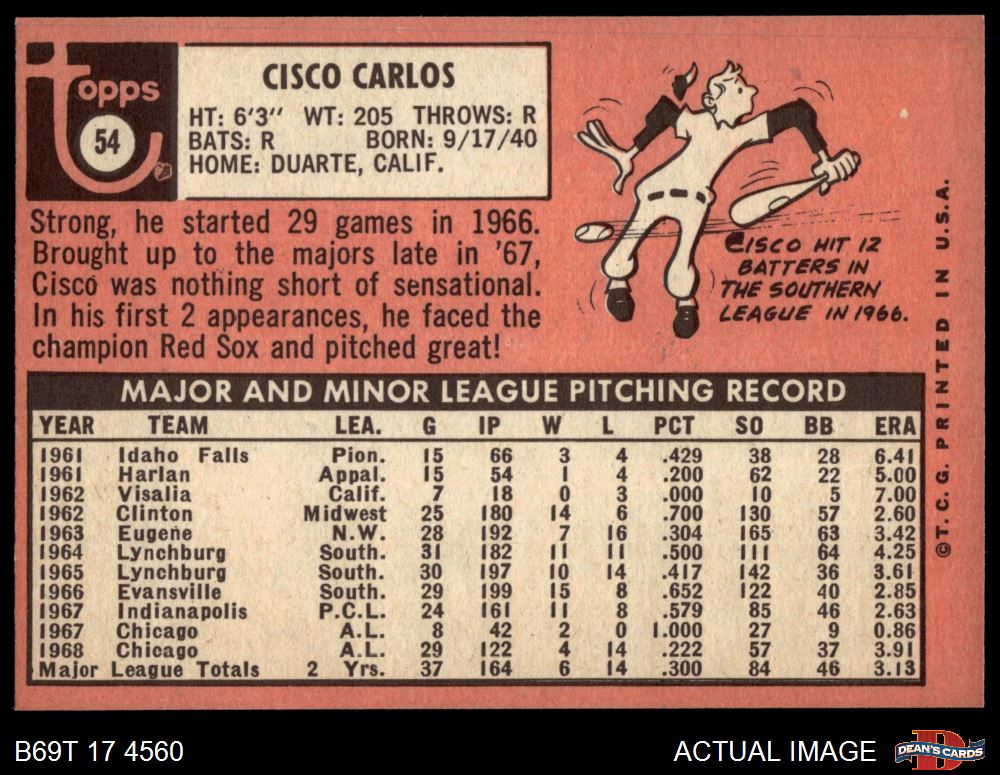 topps
54
CISCO CARLOS
HT: 6'3" WT: 205 THROWS: R
BATS: R BORN: 9/17/40
HOME: DUARTE, CALIF.
Strong, he started 29 games in 1966.
Brought up to the majors late in '67,
Cisco was nothing short of sensational.
In his first 2 appearances, he faced the
champion Red Sox and pitched great!
CISCO HIT 12
BATTERS IN
THE SOUTHERN
LEAGUE IN 1966.
MAJOR AND MINOR LEAGUE PITCHING RECORD
YEAR TEAM LEA. G IP W L PCT SO BB ERA
1961 Idaho Falls Pion. 15 66 3 4 .429 38 28 6.41
1961 Harlan Appal. 15 54 1 4 .200 62 22 5.00
1962 Visalia Calif. 7 18 0 3 .000 10 5 7.00
1962 Clinton Midwest 25 180 14 6 .700 130 57 2.60
1963 Eugene N.W. 28 192 7 16 .304 165 63 3.42
1964 Lynchburg South. 31 182 11 11 .500 111 64 4.25
1965 Lynchburg South. 30 197 10 14 .417 142 36 3.61
1966 Evansville South. 29 199 15 8 .652 122 40 2.85
1967 Indianapolis P.C.L. 24 161 11 8 .579 85 46 2.63
1967 Chicago A.L. 8 42 2 0 1.000 27 9 0.86
1968 Chicago A.L. 29 122 4 14 .222 57 37 3.91
Major League Totals 2 Yrs. 37 164 6 14 .300 84 46 3.13
©T.C.G. PRINTED IN U.S.A.
B69T 17 4560
ACTUAL IMAGE
DEAN'S CARDS